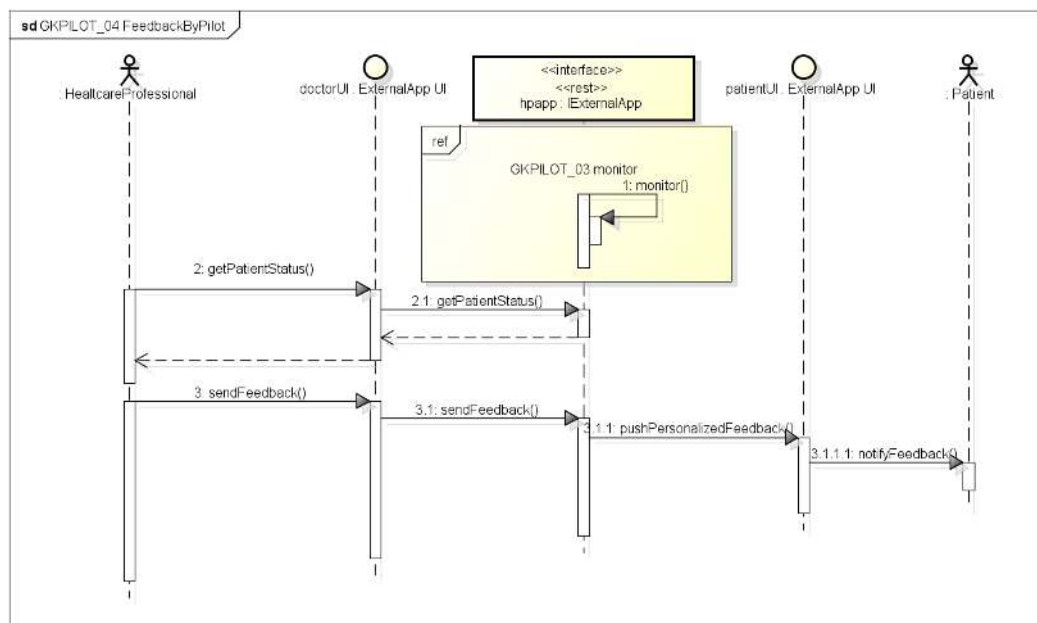 sd GKPILOT_04 FeedbackByPilot
: HealtcareProfessional
doctorUI : ExternalApp UI
<<interface>>
<<rest>>
hpapp : IExternalApp
patientUI : ExternalApp UI
: Patient
ref
GKPILOT_03 monitor
1: monitor()
2: getPatientStatus()
2.1: getPatientStatus()
3: sendFeedback()
3.1: sendFeedback()
3.1.1: pushPersonalizedFeedback()
3.1.1.1: notifyFeedback()